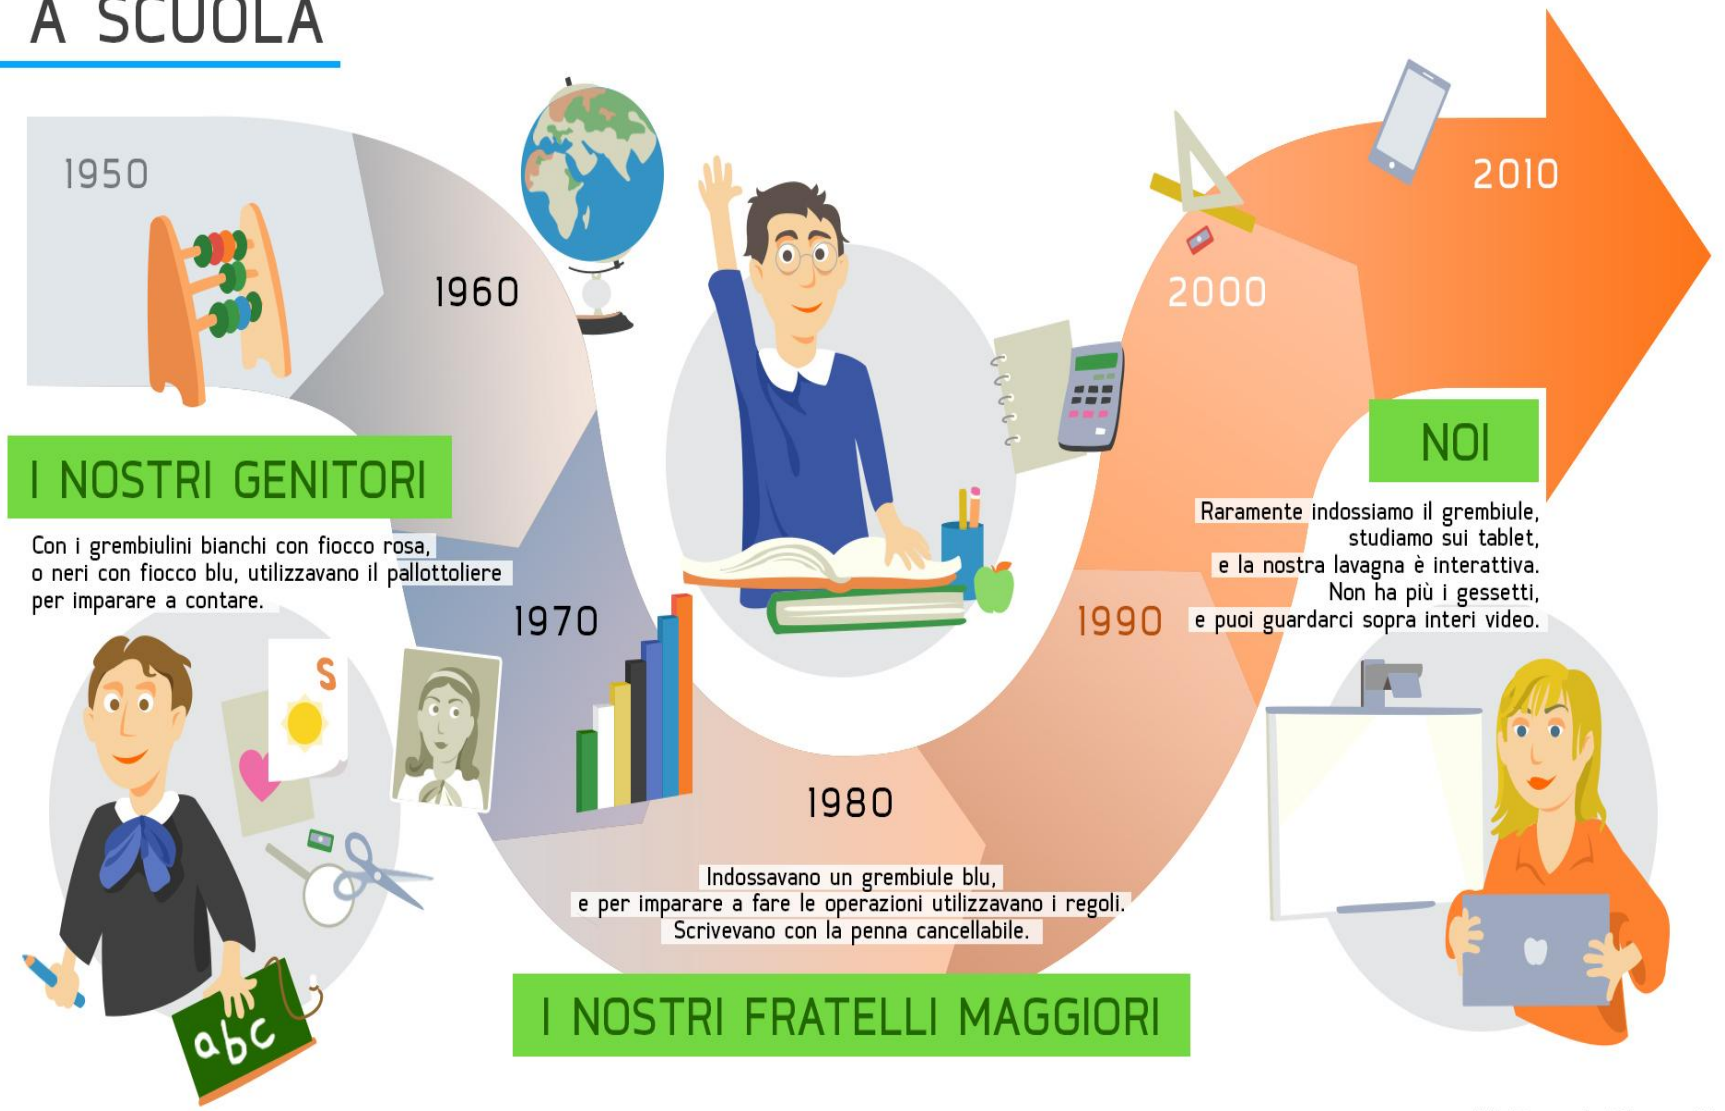 A SCUOLA
1950
1960
1970
1980
1990
2000
2010
I NOSTRI GENITORI
Con i grembiulini bianchi con fiocco rosa,
o neri con fiocco blu, utilizzavano il pallottoliere
per imparare a contare.
S
abc
Indossavano un grembiule blu,
e per imparare a fare le operazioni utilizzavano i regoli.
Scrivevano con la penna cancellabile.
I NOSTRI FRATELLI MAGGIORI
NOI
Raramente indossiamo il grembiule,
studiamo sui tablet,
e la nostra lavagna è interattiva.
Non ha più i gessetti,
e puoi guardarci sopra interi video.